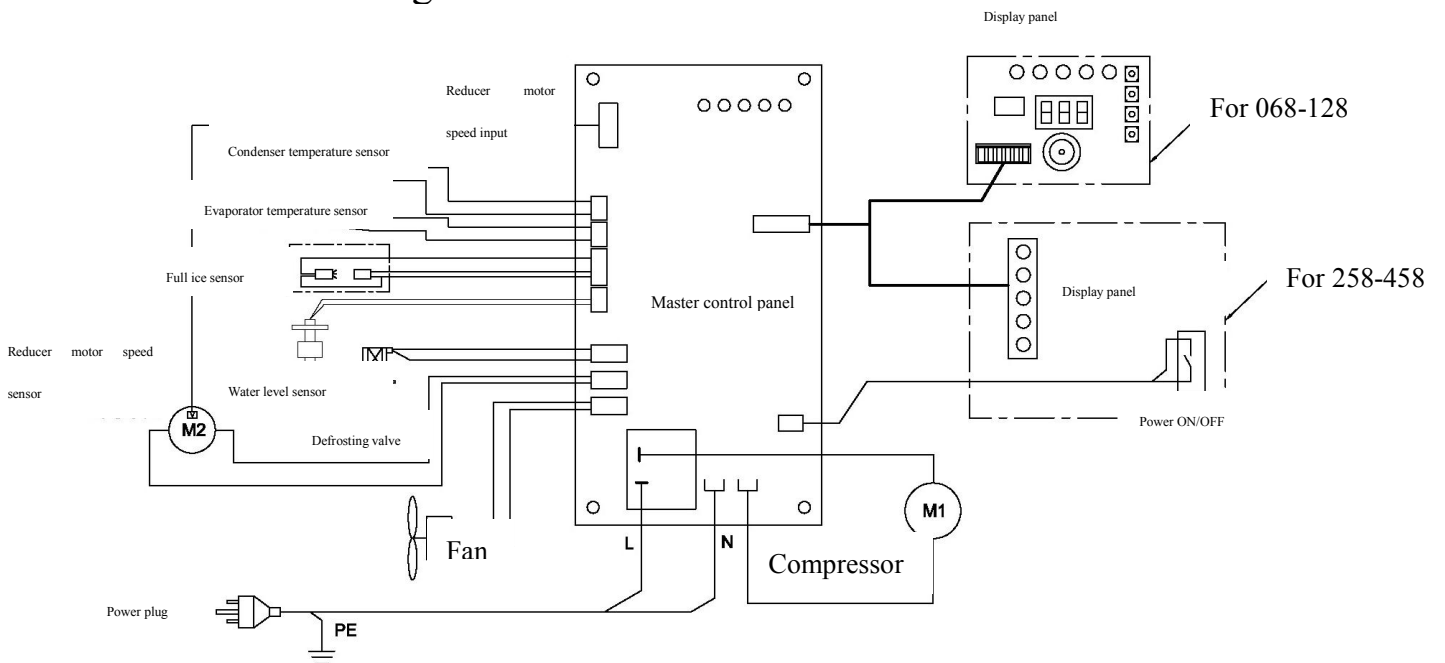 Display panel
For 068-128
Reducer motor
speed input
Condenser temperature sensor
Evaporator temperature sensor
Full ice sensor
Master control panel
Display panel
For 258-458
Reducer motor speed
sensor
Water level sensor
M2
Defrosting valve
Power ON/OFF
M1
Fan
L
N
Compressor
Power plug
PE